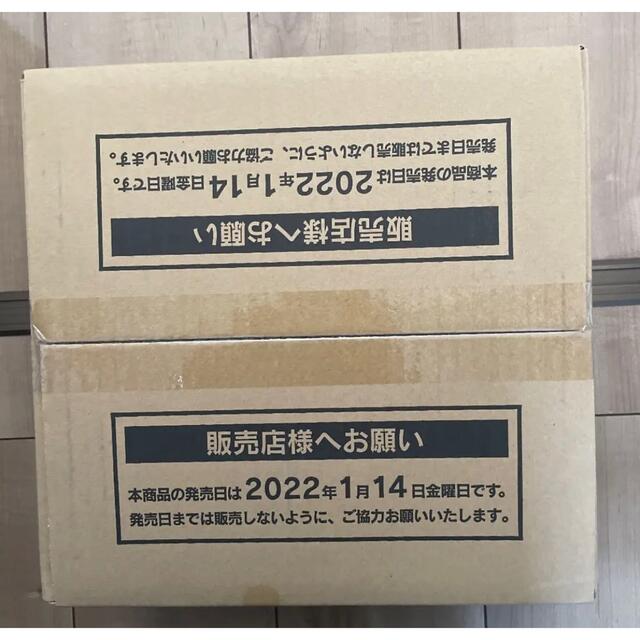 販売店様へお願い
本商品の発売日は2022年1月14日金曜日です。
発売日までは販売しないように、ご協力お願いいたします。
販売店様へお願い
本商品の発売日は2022年1月14日金曜日です。
発売日までは販売しないように、ご協力お願いいたします。